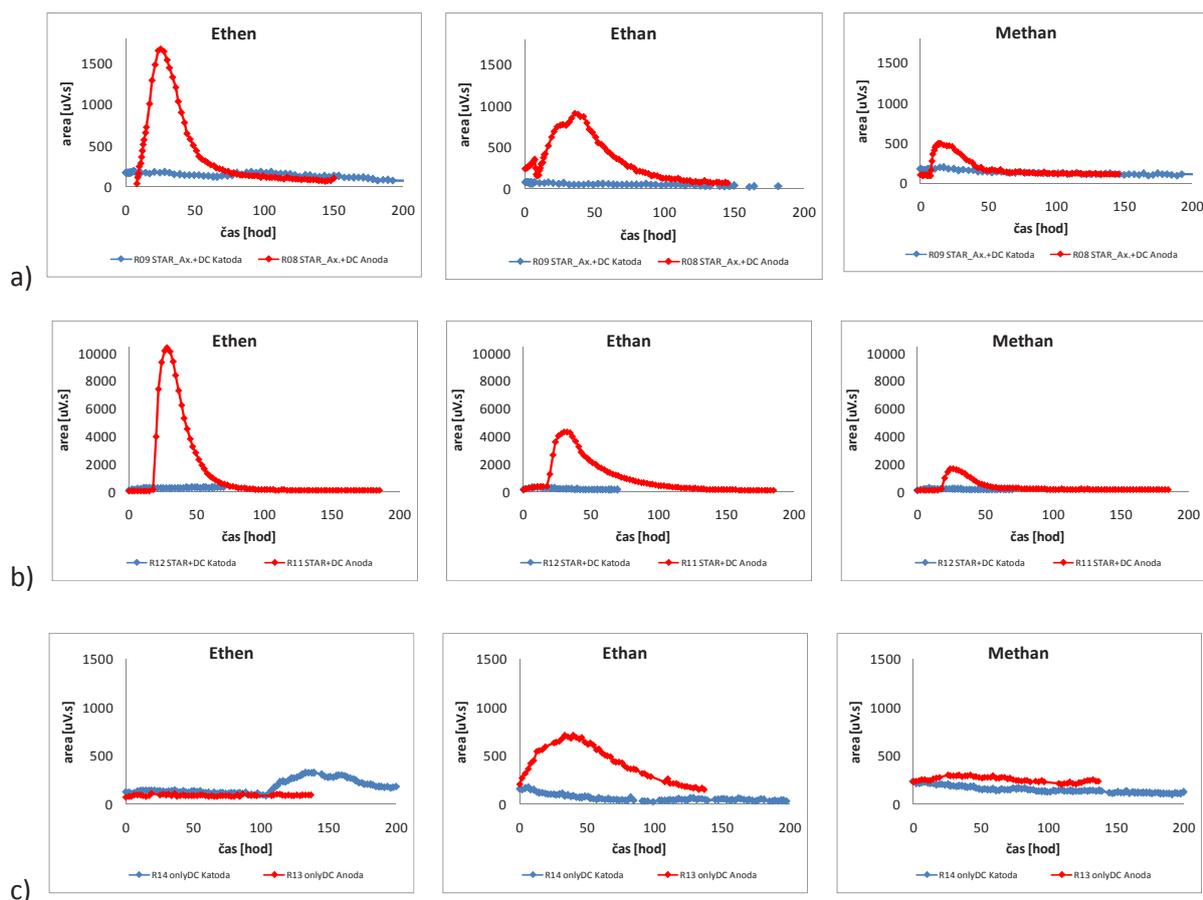 a)
Ethen
area [uV.s]
1500
1000
500
0
0 50 100 150 200
čas [hod]
R09 STAR_Ax.+DC Katoda R08 STAR_Ax.+DC Anoda
Ethan
area [uV.s]
1500
1000
500
0
0 50 100 150 200
čas [hod]
R09 STAR_Ax.+DC Katoda R08 STAR_Ax.+DC Anoda
Methan
area [uV.s]
1500
1000
500
0
0 50 100 150 200
čas [hod]
R09 STAR_Ax.+DC Katoda R08 STAR_Ax.+DC Anoda
b)
Ethen
area [uV.s]
10000
8000
6000
4000
2000
0
0 50 100 150 200
čas [hod]
R12 STAR+DC Katoda R11 STAR+DC Anoda
Ethan
area [uV.s]
10000
8000
6000
4000
2000
0
0 50 100 150 200
čas [hod]
R12 STAR+DC Katoda R11 STAR+DC Anoda
Methan
area [uV.s]
10000
8000
6000
4000
2000
0
0 50 100 150 200
čas [hod]
R12 STAR+DC Katoda R11 STAR+DC Anoda
c)
Ethen
area [uV.s]
1500
1000
500
0
0 50 100 150 200
čas [hod]
R14 onlyDC Katoda R13 onlyDC Anoda
Ethan
area [uV.s]
1500
1000
500
0
0 50 100 150 200
čas [hod]
R14 onlyDC Katoda R13 onlyDC Anoda
Methan
area [uV.s]
1500
1000
500
0
0 50 100 150 200
čas [hod]
R14 onlyDC Katoda R13 onlyDC Anoda